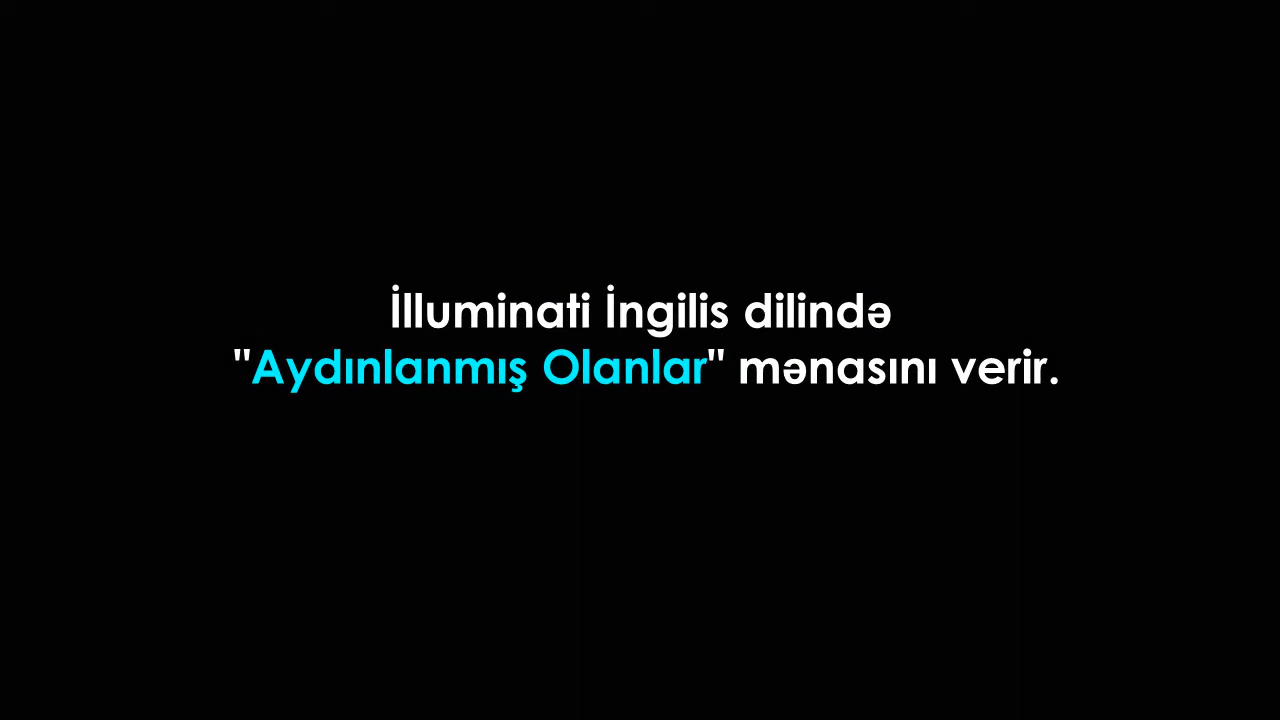 İlluminati İngilis dilində
"Aydınlanmış Olanlar" mənasını verir.